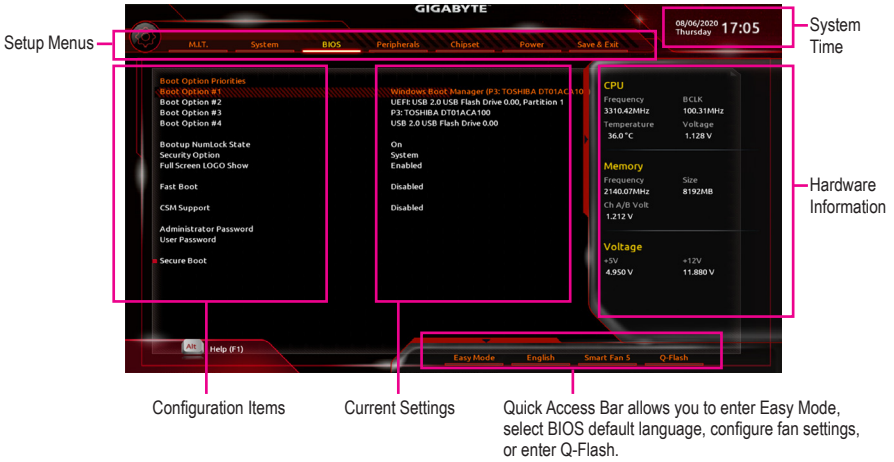 GIGABYTE
08/06/2020
Thursday
17:05
System
Time
Setup Menus
M.I.T.
System
BIOS
Peripherals
Chipset
Power
Save & Exit
Boot Option Priorities
Boot Option #1 Windows Boot Manager (P3: TOSHIBA DT01ACA100)
Boot Option #2 UEFI: USB 2.0 USB Flash Drive 0.00, Partition 1
Boot Option #3 P3: TOSHIBA DT01ACA100
Boot Option #4 USB 2.0 USB Flash Drive 0.00
Bootup NumLock State On
Security Option System
Full Screen LOGO Show Enabled
Fast Boot Disabled
CSM Support Disabled
Administrator Password
User Password
Secure Boot
CPU
Frequency BCLK
3310.42MHz 100.31MHz
Temperature Voltage
36.0 °C 1.128 V
Memory
Frequency Size
2140.07MHz 8192MB
Ch A/B Volt
1.212 V
Voltage
+5V +12V
4.950 V 11.880 V
Hardware
Information
Alt Help (F1)
Easy Mode
English
Smart Fan 5
Q-Flash
Configuration Items
Current Settings
Quick Access Bar allows you to enter Easy Mode,
select BIOS default language, configure fan settings,
or enter Q-Flash.